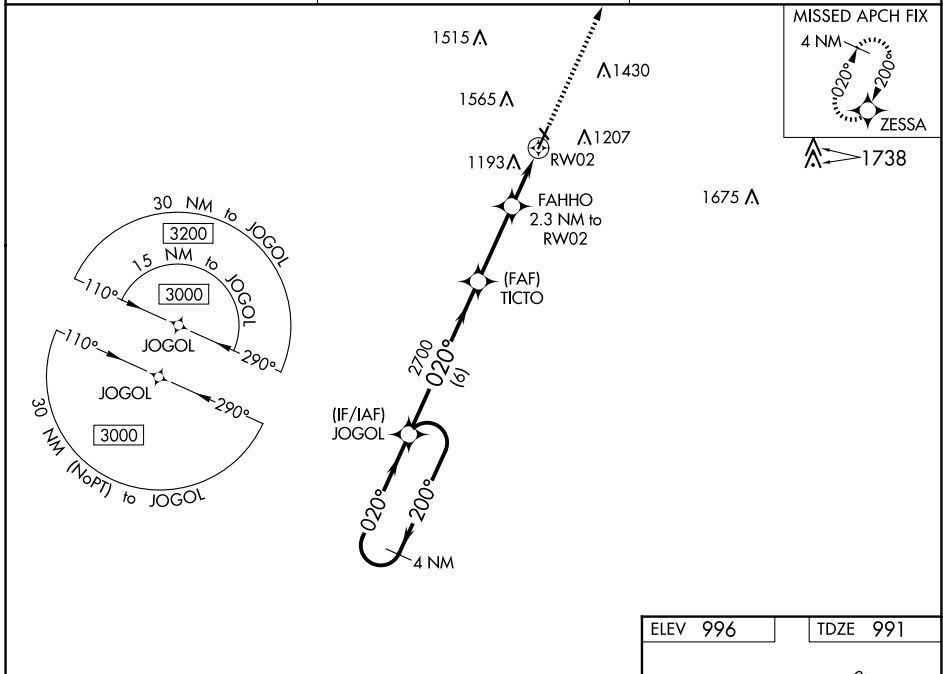 MISSED APCH FIX
4 NM
020°
200°
ZESSA
1515
1430
1565
1207
1193
RW02
1738
1675
FAHHO
2.3 NM to
RW02
(FAF)
TICTO
2700
020°
(6)
(IF/IAF)
JOGOL
020°
200°
4 NM
30 NM to JOGOL
3200
15 NM to JOGOL
3000
110°
JOGOL
290°
110°
JOGOL
290°
3000
30 NM (NoPT) to JOGOL
ELEV 996
TDZE 991